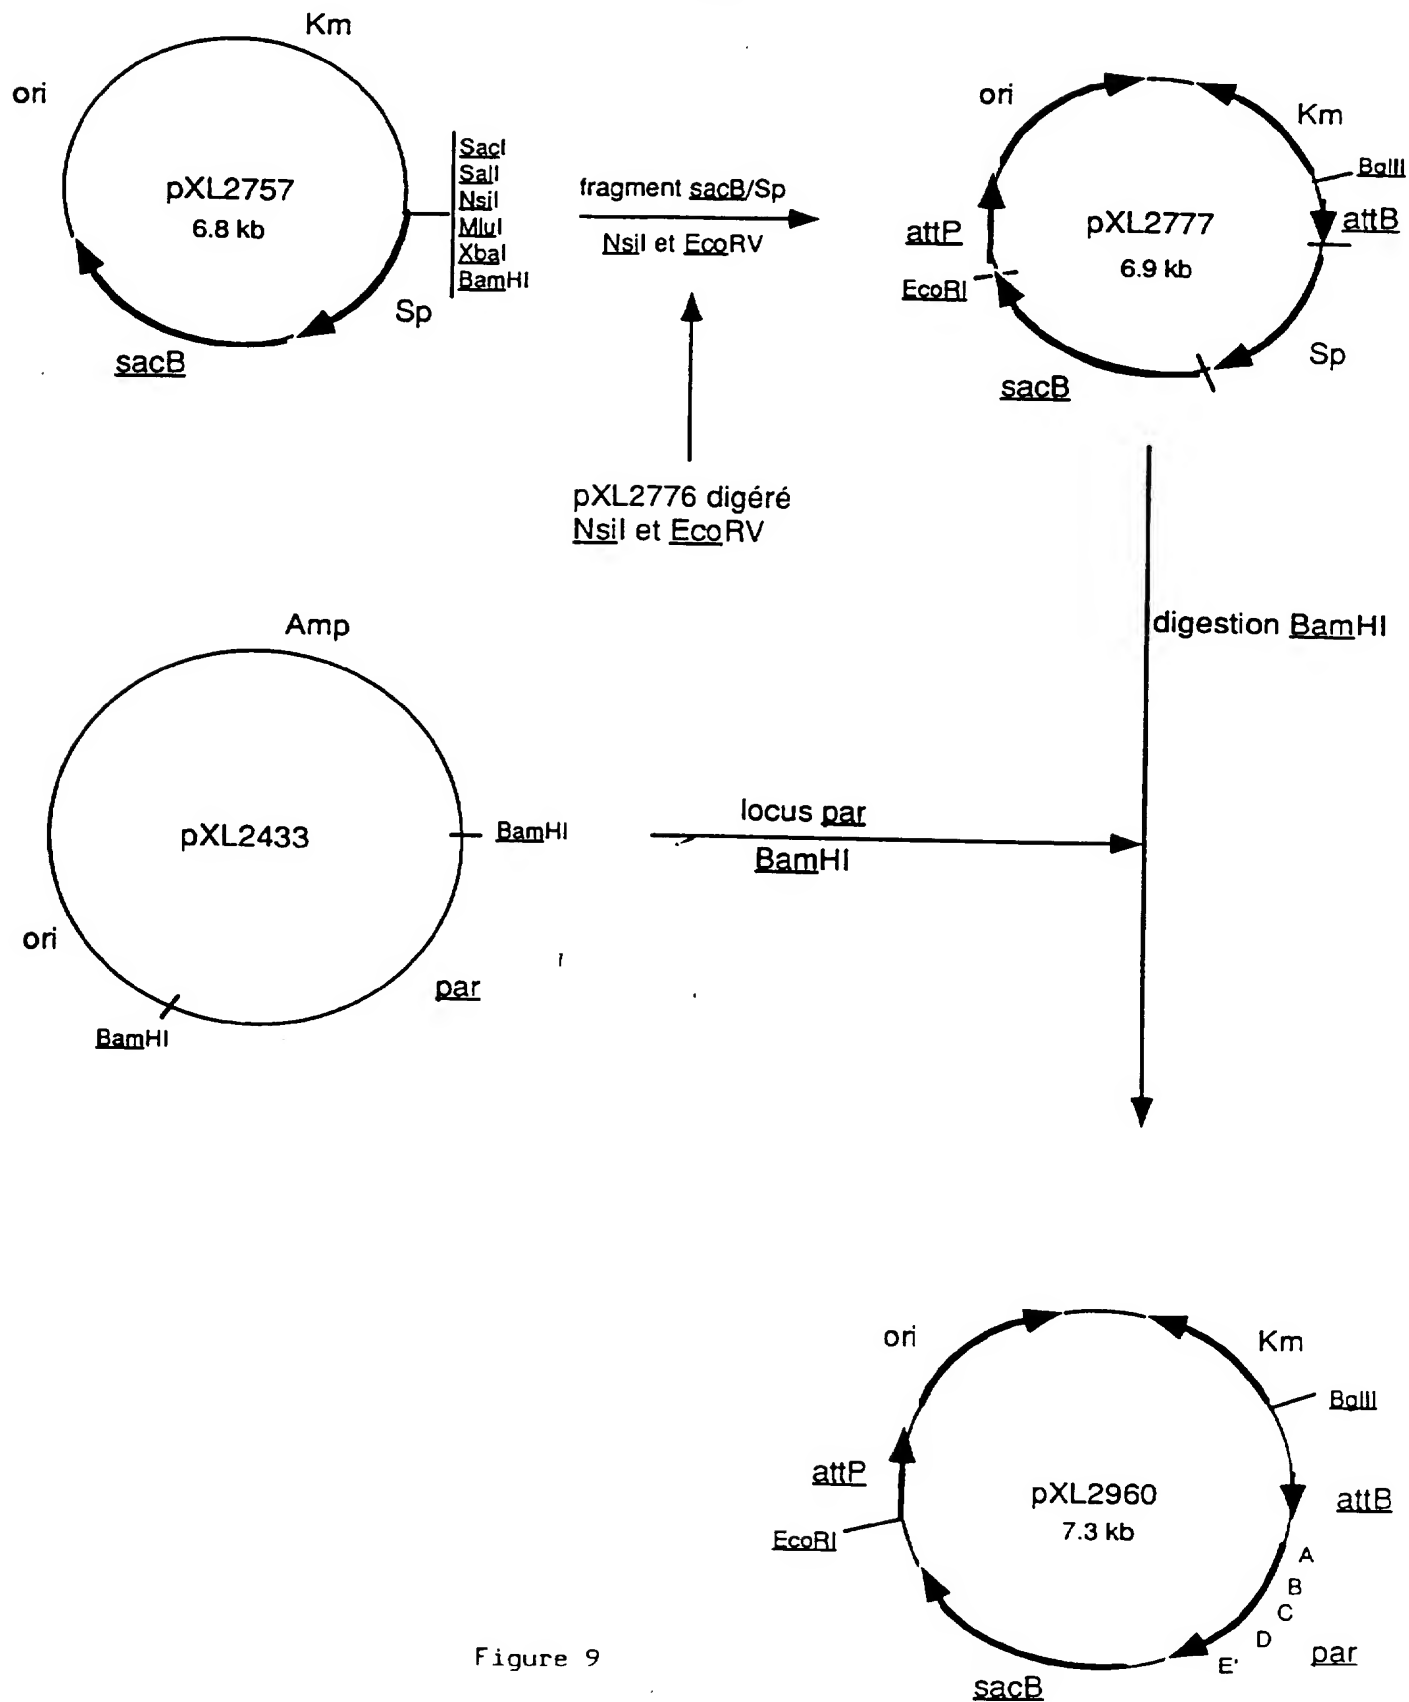 Km
ori
pXL2757
6.8 kb
SacI
SalI
NsiI
MluI
XbaI
BamHI
Sp
sacB
fragment sacB/Sp
NsiI et EcoRV
pXL2776 digéré
NsiI et EcoRV
ori
Km
BglII
attP
pXL2777
6.9 kb
attB
EcoRI
Sp
sacB
digestion BamHI
Amp
pXL2433
BamHI
ori
par
BamHI
locus par
BamHI
ori
Km
BglII
attP
pXL2960
7.3 kb
attB
EcoRI
A
B
C
D
E'
par
sacB
Figure 9